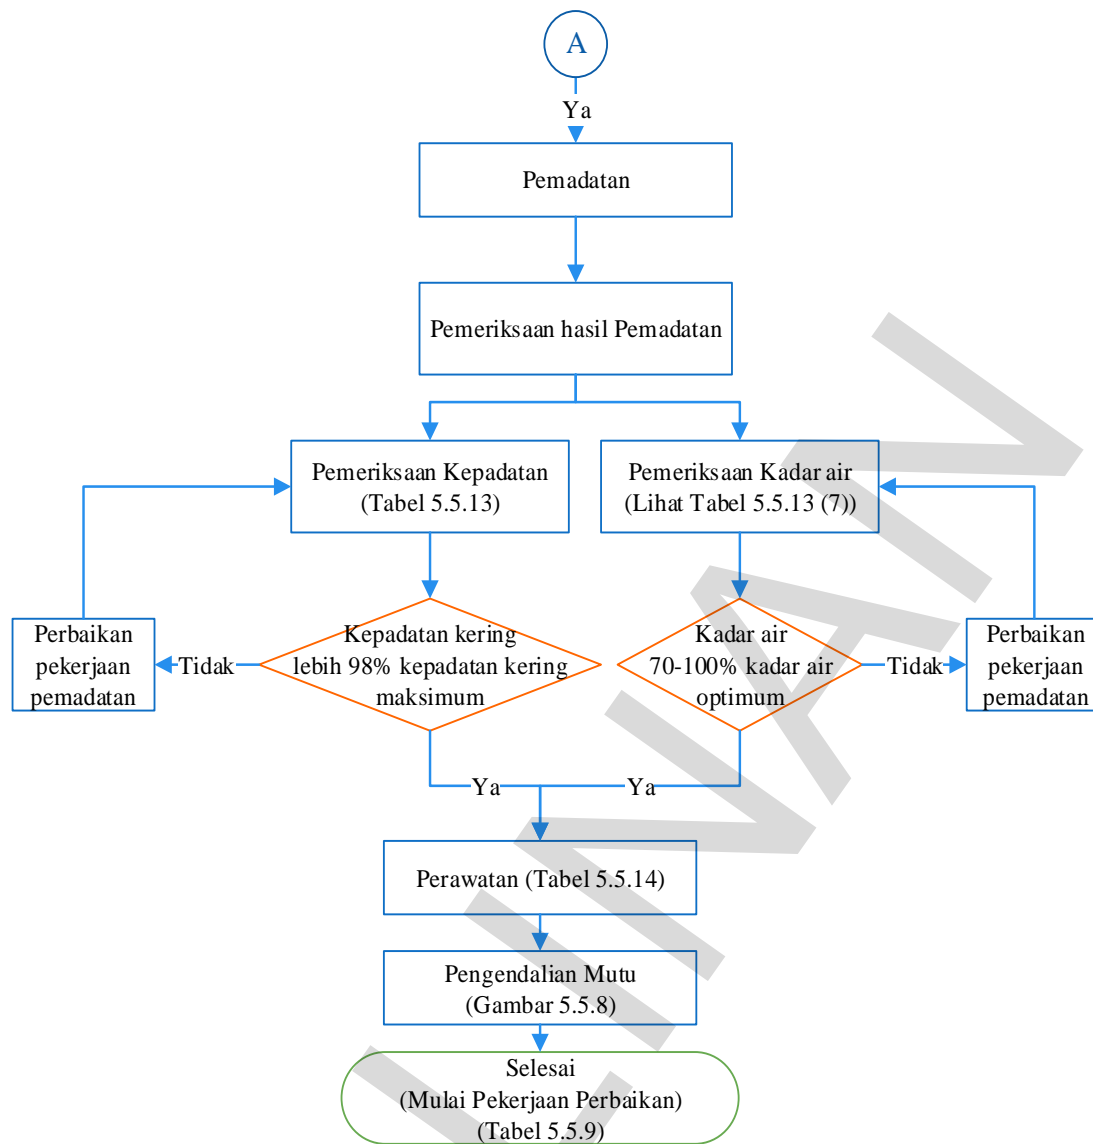 A
Ya
Pemadatan
Pemeriksaan hasil Pemadatan
Pemeriksaan Kepadatan
(Tabel 5.5.13)
Pemeriksaan Kadar air
(Lihat Tabel 5.5.13 (7))
Perbaikan
pekerjaan
pemadatan
Tidak
Kepadatan kering
lebih 98% kepadatan kering
maksimum
Kadar air
70-100% kadar air
optimum
Tidak
Perbaikan
pekerjaan
pemadatan
Ya
Ya
Perawatan (Tabel 5.5.14)
Pengendalian Mutu
(Gambar 5.5.8)
Selesai
(Mulai Pekerjaan Perbaikan)
(Tabel 5.5.9)
LINAN